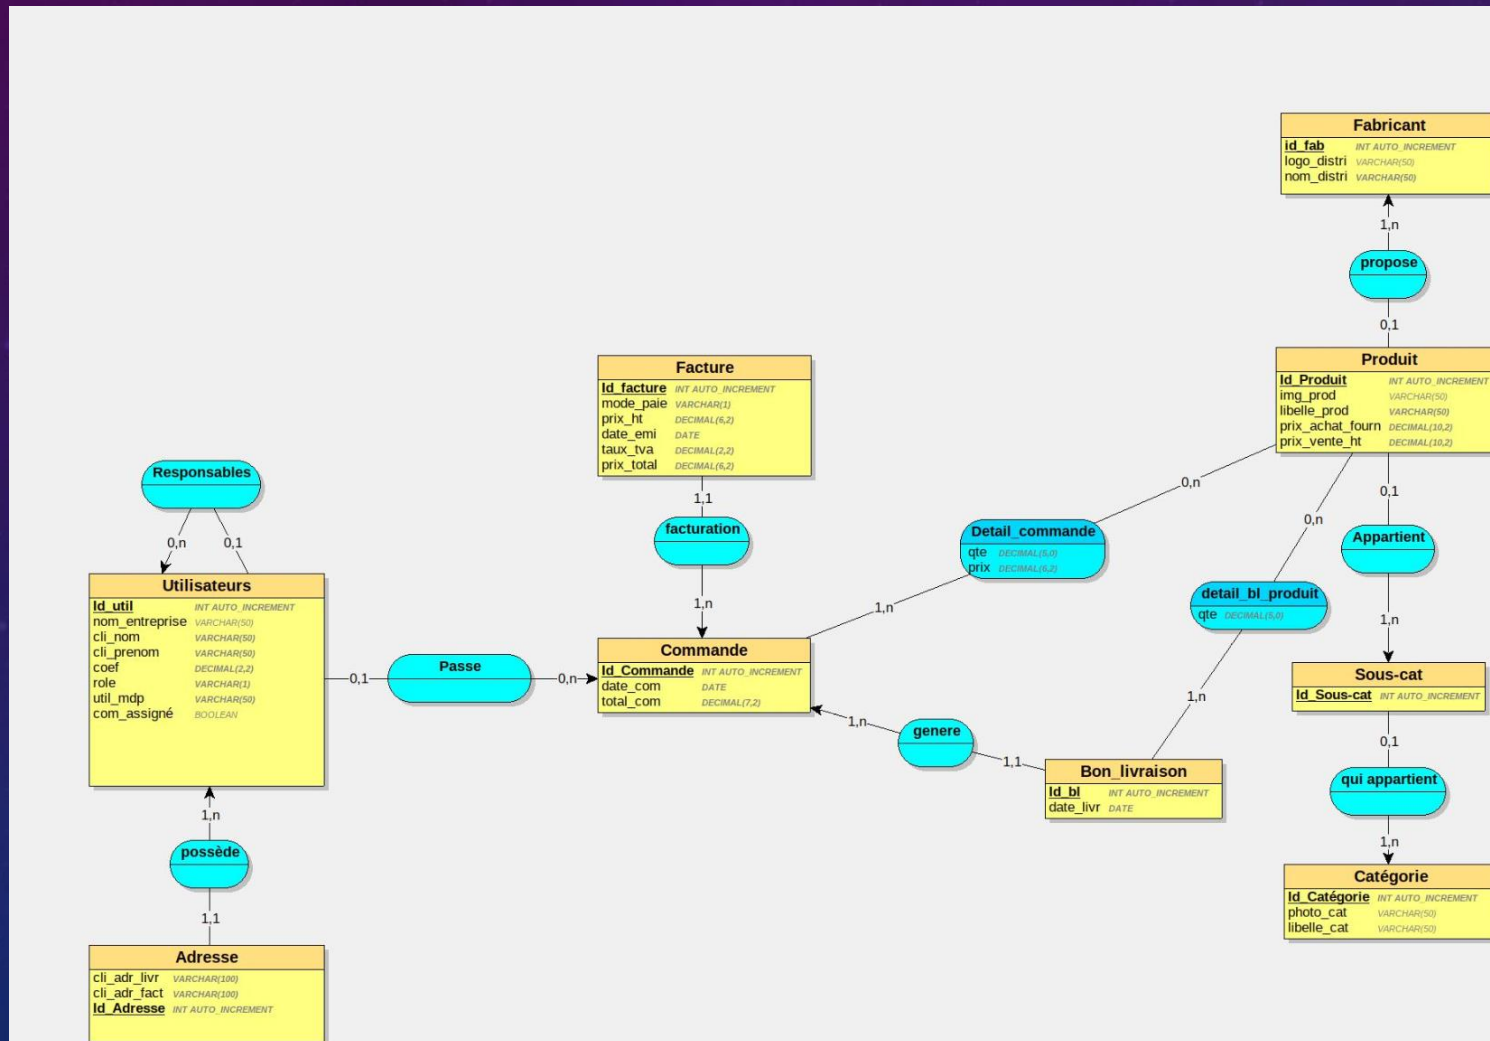 Fabricant
id_fab INT AUTO_INCREMENT
logo_distri VARCHAR(50)
nom_distri VARCHAR(50)
1,n
propose
0,1
Produit
Id_Produit INT AUTO_INCREMENT
img_prod VARCHAR(50)
libelle_prod VARCHAR(50)
prix_achat_fourn DECIMAL(10,2)
prix_vente_ht DECIMAL(10,2)
Facture
Id_facture INT AUTO_INCREMENT
mode_paie VARCHAR(1)
prix_ht DECIMAL(6,2)
date_emi DATE
taux_tva DECIMAL(2,2)
prix_total DECIMAL(6,2)
1,1
facturation
1,n
Responsables
0,n
0,1
Utilisateurs
Id_util INT AUTO_INCREMENT
nom_entreprise VARCHAR(50)
cli_nom VARCHAR(50)
cli_prenom VARCHAR(50)
coef DECIMAL(2,2)
role VARCHAR(1)
util_mdp VARCHAR(50)
com_assigné BOOLEAN
0,1
Passe
0,n
Commande
Id_Commande INT AUTO_INCREMENT
date_com DATE
total_com DECIMAL(7,2)
0,n
Detail_commande
qte DECIMAL(5,0)
prix DECIMAL(6,2)
1,n
0,n
detail_bl_produit
qte DECIMAL(5,0)
1,n
1,n
genere
1,1
Bon_livraison
Id_bl INT AUTO_INCREMENT
date_livr DATE
0,1
Appartient
1,n
Sous-cat
Id_Sous-cat INT AUTO_INCREMENT
0,1
qui appartient
1,n
Catégorie
Id_Catégorie INT AUTO_INCREMENT
photo_cat VARCHAR(50)
libelle_cat VARCHAR(50)
1,n
possède
1,1
Adresse
cli_adr_livr VARCHAR(100)
cli_adr_fact VARCHAR(100)
Id_Adresse INT AUTO_INCREMENT